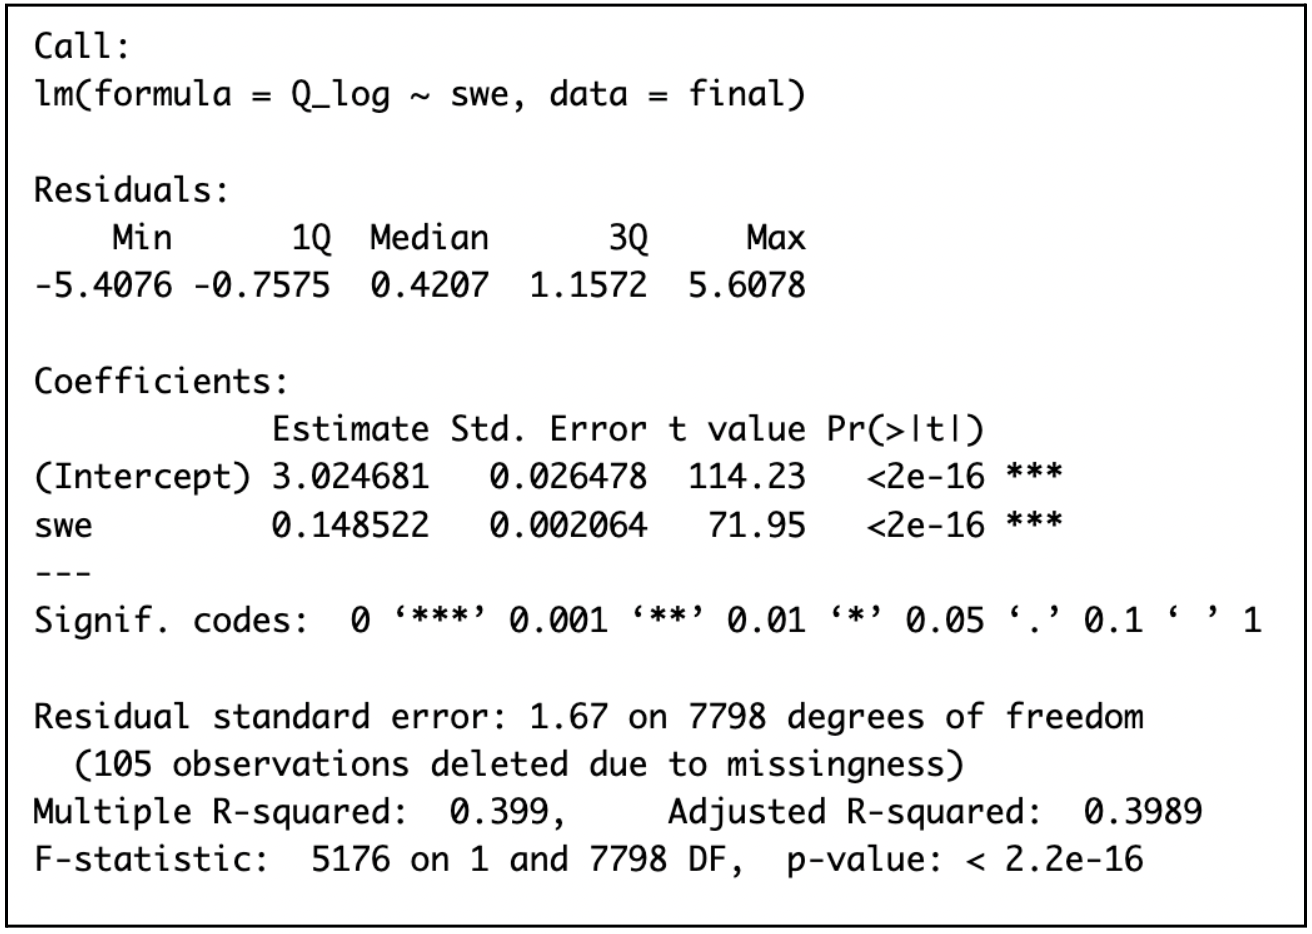 Call:
lm(formula = Q_log ~ swe, data = final)
Residuals:
    Min      1Q  Median      3Q     Max
-5.4076 -0.7575  0.4207  1.1572  5.6078
Coefficients:
            Estimate Std. Error t value Pr(>|t|)
(Intercept) 3.024681   0.026478  114.23   <2e-16 ***
swe         0.148522   0.002064   71.95   <2e-16 ***
---
Signif. codes:  0 ‘***’ 0.001 ‘**’ 0.01 ‘*’ 0.05 ‘.’ 0.1 ‘ ’ 1
Residual standard error: 1.67 on 7798 degrees of freedom
  (105 observations deleted due to missingness)
Multiple R-squared:  0.399,     Adjusted R-squared:  0.3989
F-statistic:  5176 on 1 and 7798 DF,  p-value: < 2.2e-16